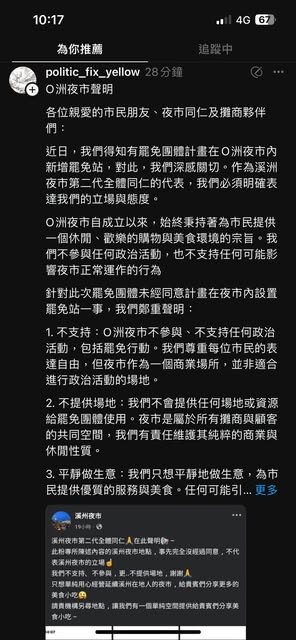 10:17
4G 67
為你推薦
追蹤中
politic_fix_yellow 28分鐘
O洲夜市聲明
各位親愛的市民朋友、夜市同仁及攤商夥伴
們：
近日，我們得知有罷免團體計畫在O洲夜市內
新增罷免站，對此，我們深感關切。作為溪洲
夜市第二代全體同仁的代表，我們必須明確表
達我們的立場與態度。
O洲夜市自成立以來，始終秉持著為市民提供
一個休閒、歡樂的購物與美食環境的宗旨。我
們不參與任何政治活動，也不支持任何可能影
響夜市正常運作的行為
針對此次罷免團體未經同意計畫在夜市內設置
罷免站一事，我們鄭重聲明：
1. 不支持：O洲夜市不參與、不支持任何政治
活動，包括罷免行動。我們尊重每位市民的表
達自由，但夜市作為一個商業場所，並非適合
進行政治活動的場地。
2. 不提供場地：我們不會提供任何場地或資源
給罷免團體使用。夜市是屬於所有攤商與顧客
的共同空間，我們有責任維護其純粹的商業與
休閒性質。
3. 平靜做生意：我們只想平靜地做生意，為市
民提供優質的服務與美食。任何可能引... 更多
溪州夜市
19小時
溪州夜市第二代全體同仁🙏在此聲明📣~
此粉專所陳述內容的溪州夜市地點，事先完全沒經過同意，不代
表溪州夜市的立場☝️
我們不支持、不參與，更..不提供場地，謝謝🙏
只想單純用心經營延續溪州在地人的夜市，給貴賓們分享更多的
美食小吃😋
請貴機構另尋地點，讓我們有一個單純空間提供給貴賓們分享
美食小吃~